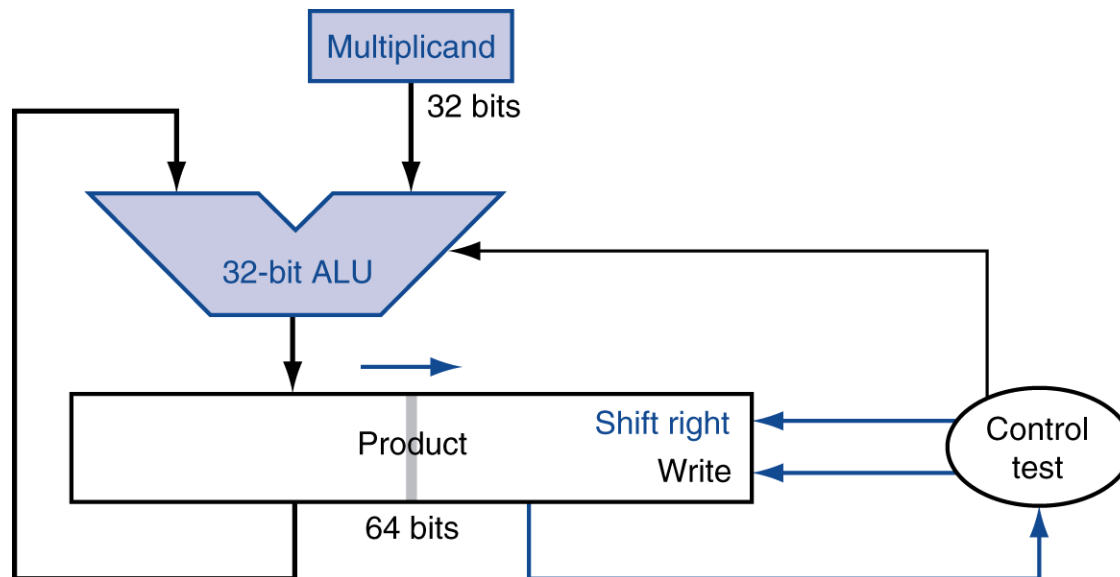 Multiplicand
32 bits
32-bit ALU
Product
Shift right
Write
64 bits
Control
test